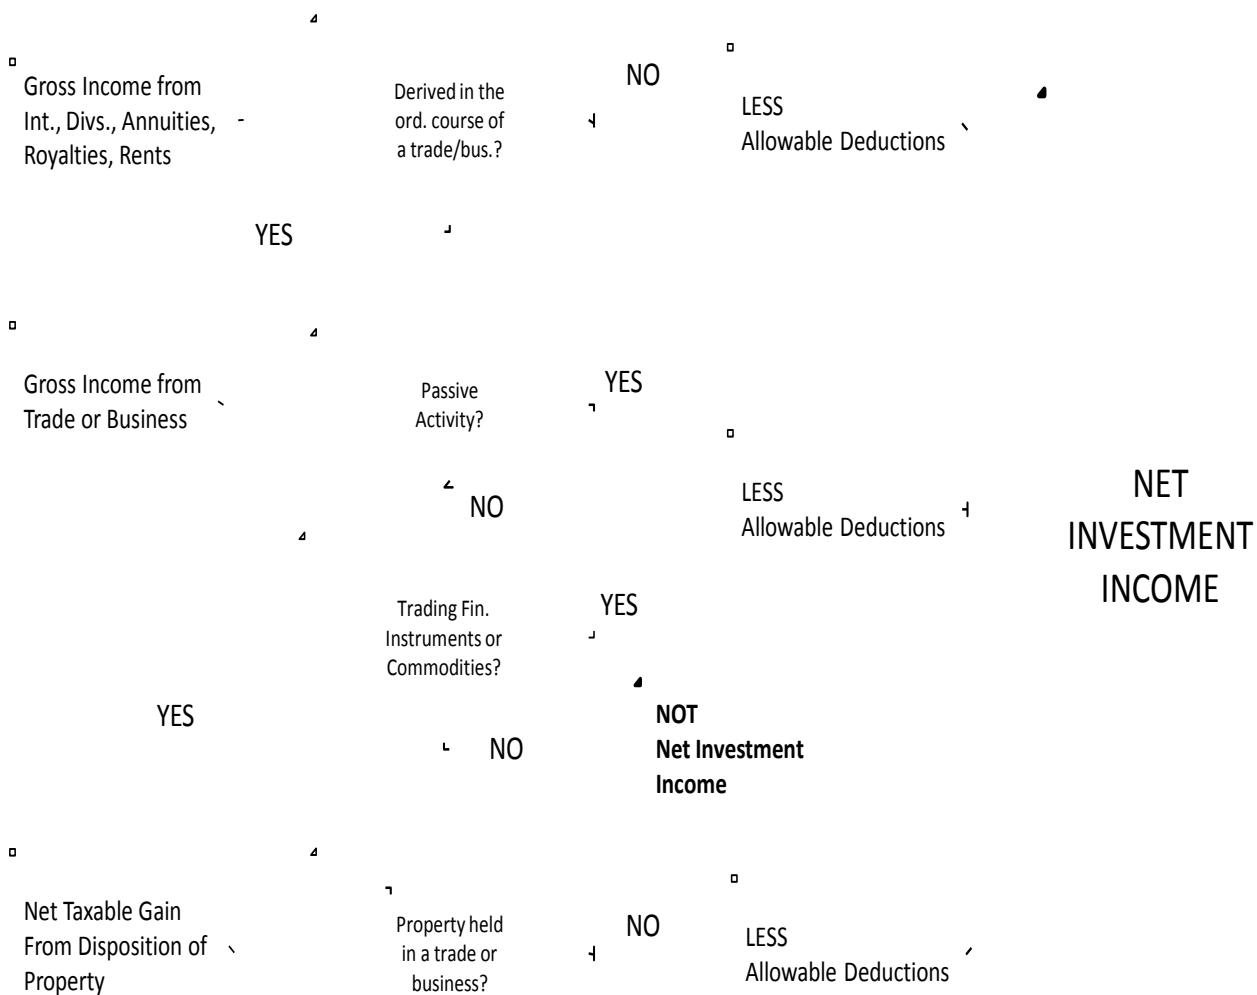 Gross Income from
Int., Divs., Annuities,
Royalties, Rents
Derived in the
ord. course of
a trade/bus.?
NO
LESS
Allowable Deductions
YES
Gross Income from
Trade or Business
Passive
Activity?
YES
NO
LESS
Allowable Deductions
NET
INVESTMENT
INCOME
Trading Fin.
Instruments or
Commodities?
YES
YES
NO
NOT
Net Investment
Income
Net Taxable Gain
From Disposition of
Property
Property held
in a trade or
business?
NO
LESS
Allowable Deductions